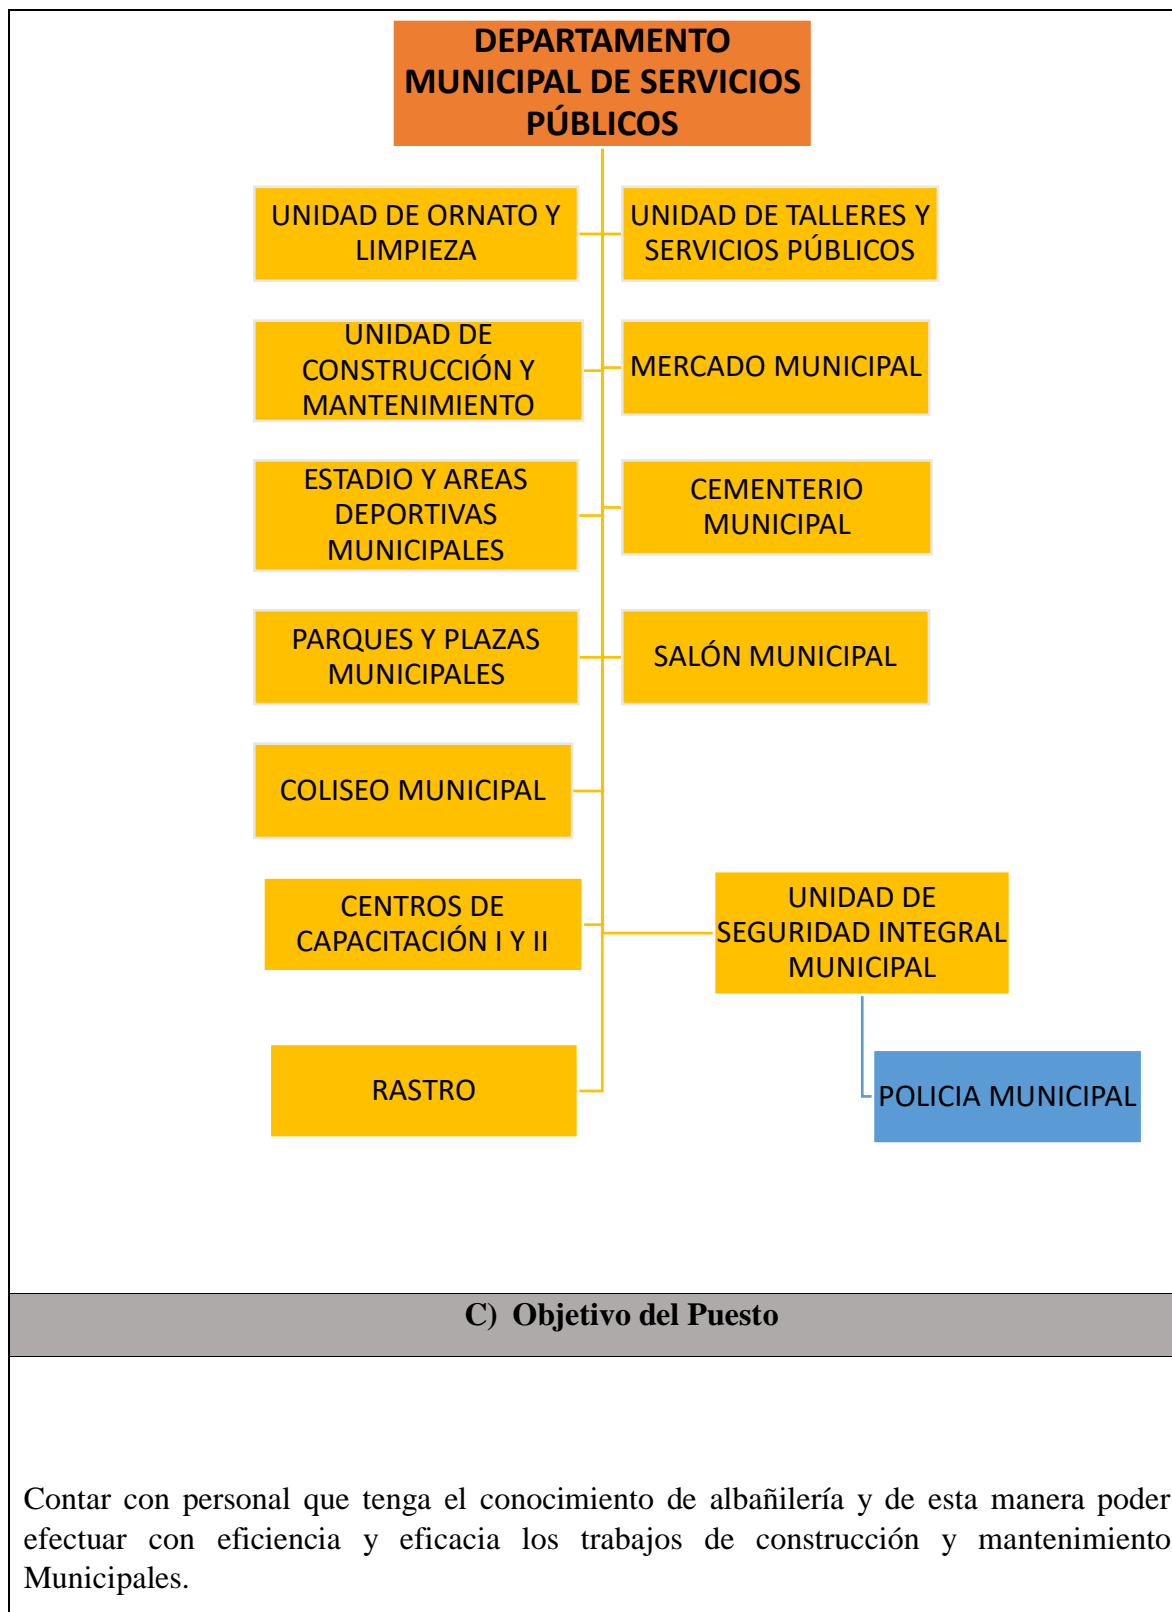 DEPARTAMENTO
MUNICIPAL DE SERVICIOS
PÚBLICOS
UNIDAD DE ORNATO Y
LIMPIEZA
UNIDAD DE TALLERES Y
SERVICIOS PÚBLICOS
UNIDAD DE
CONSTRUCCIÓN Y
MANTENIMIENTO
MERCADO MUNICIPAL
ESTADIO Y AREAS
DEPORTIVAS
MUNICIPALES
CEMENTERIO
MUNICIPAL
PARQUES Y PLAZAS
MUNICIPALES
SALÓN MUNICIPAL
COLISEO MUNICIPAL
CENTROS DE
CAPACITACIÓN I Y II
UNIDAD DE
SEGURIDAD INTEGRAL
MUNICIPAL
RASTRO
POLICIA MUNICIPAL
C) Objetivo del Puesto
Contar con personal que tenga el conocimiento de albañilería y de esta manera poder
efectuar con eficiencia y eficacia los trabajos de construcción y mantenimiento
Municipales.